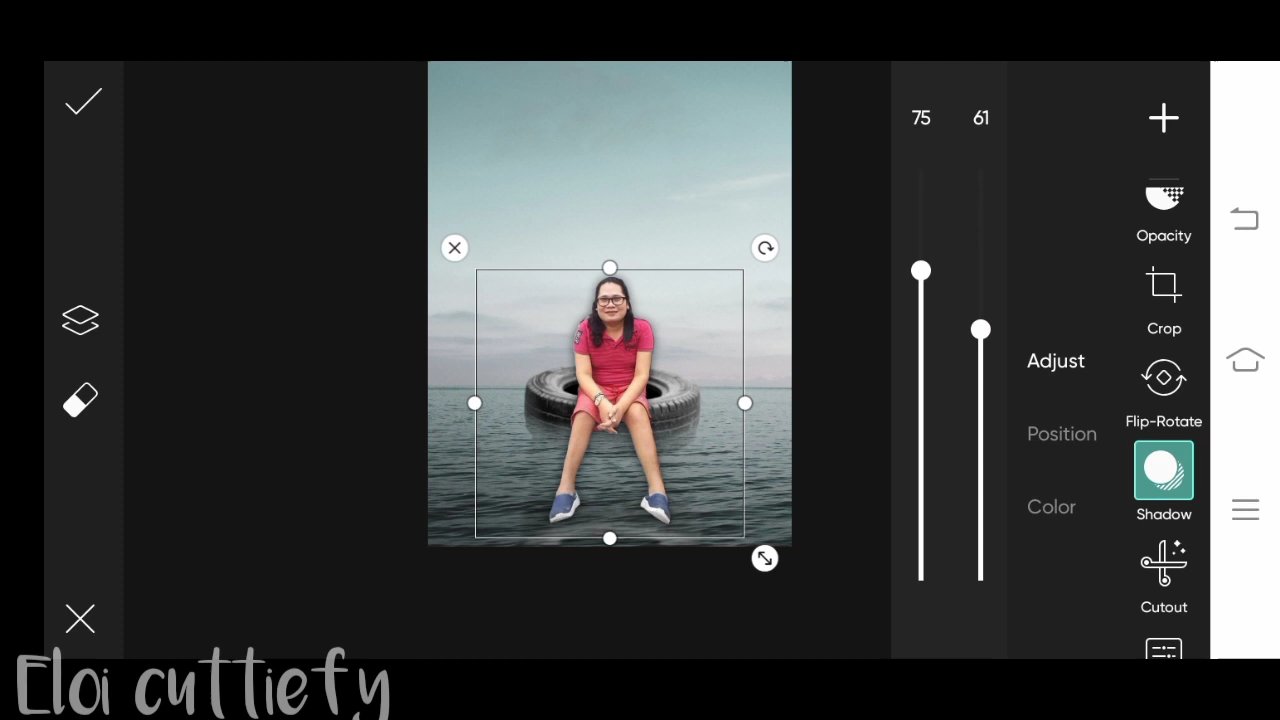 75 61
Opacity
Crop
Adjust
Flip-Rotate
Position
Color
Shadow
Cutout
Eloi cuttiefy